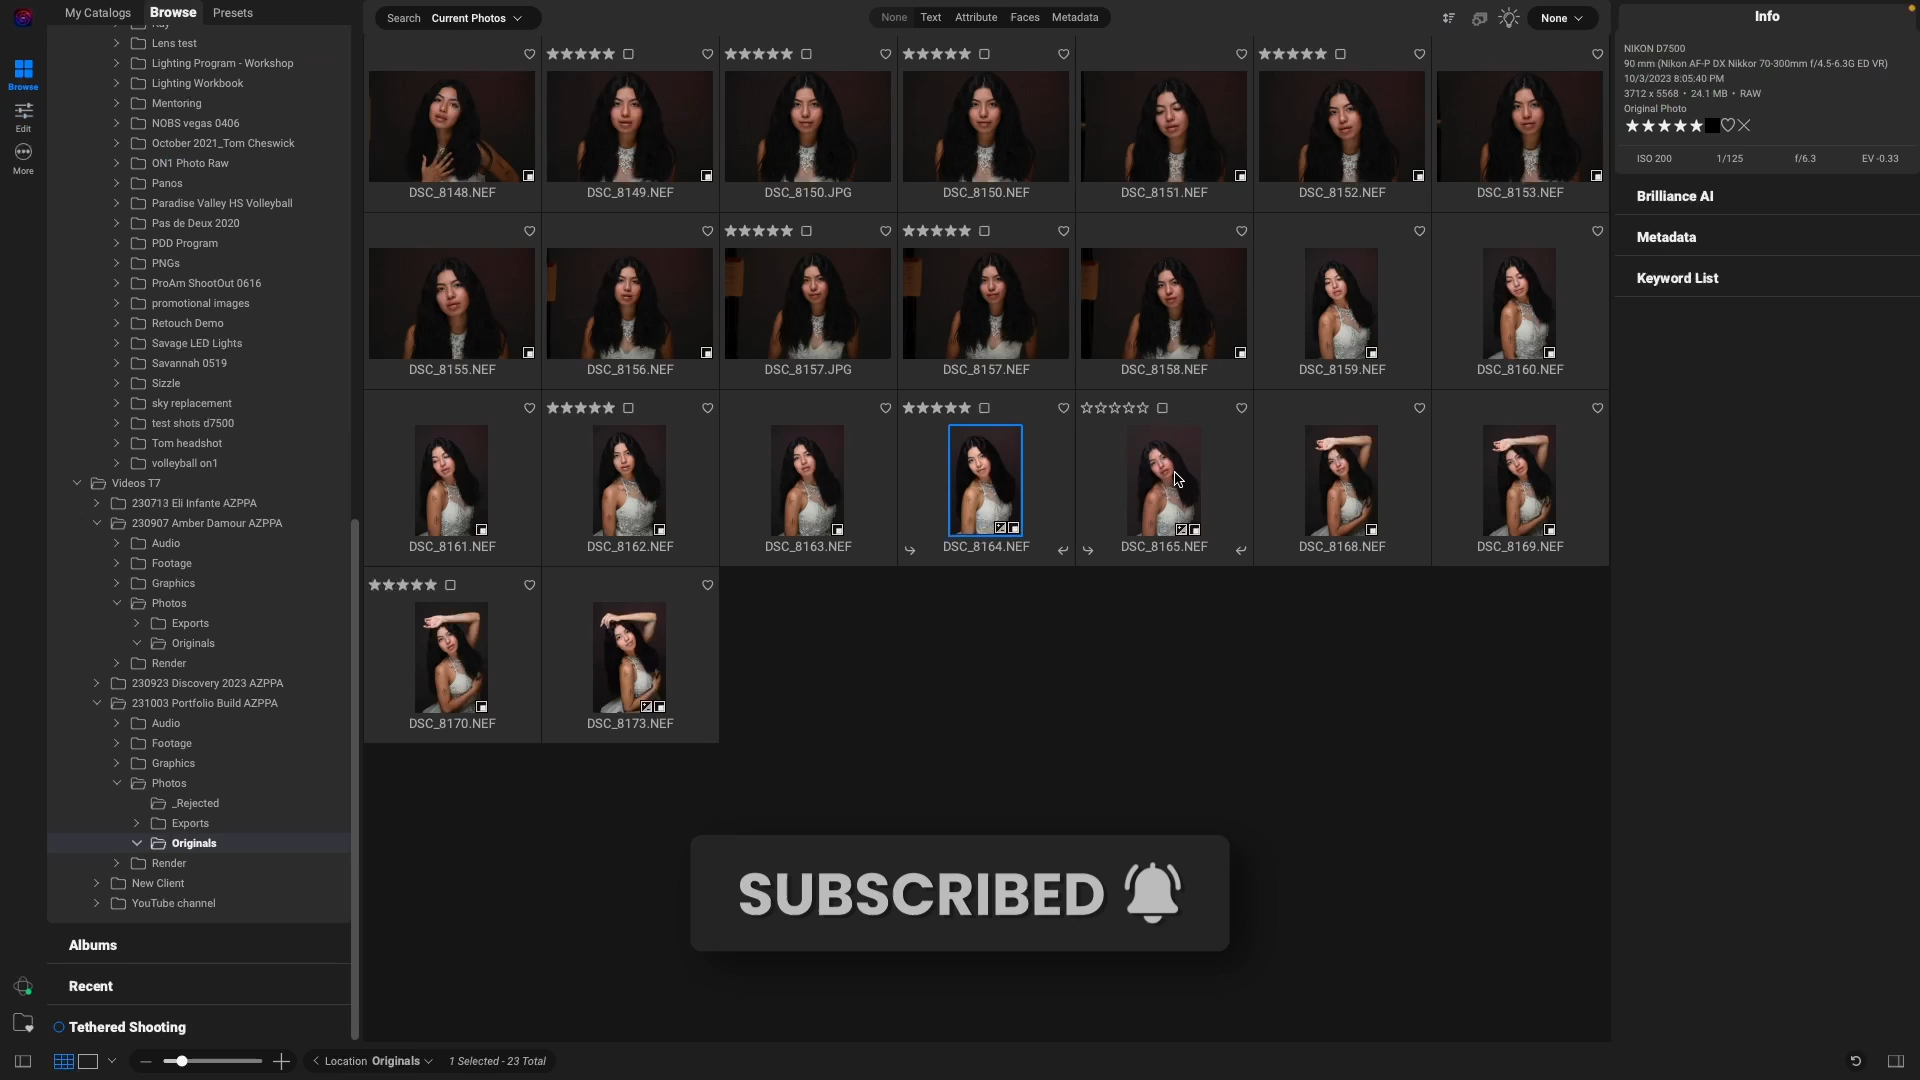 My Catalogs Browse Presets
Search Current Photos
None Text Attribute Faces Metadata
None
Info
Browse
Edit
More
Lens test
Lighting Program - Workshop
Lighting Workbook
Mentoring
NOBS vegas 0406
October 2021_Tom Cheswick
ON1 Photo Raw
Panos
Paradise Valley HS Volleyball
Pas de Deux 2020
PDD Program
PNGs
ProAm ShootOut 0616
promotional images
Retouch Demo
Savage LED Lights
Savannah 0519
Sizzle
sky replacement
test shots d7500
Tom headshot
volleyball on1
Videos T7
230713 Eli Infante AZPPA
230907 Amber Damour AZPPA
Audio
Footage
Graphics
Photos
Exports
Originals
Render
230923 Discovery 2023 AZPPA
231003 Portfolio Build AZPPA
Audio
Footage
Graphics
Photos
_Rejected
Exports
Originals
Render
New Client
YouTube channel
Albums
Recent
Tethered Shooting
DSC_8148.NEF DSC_8149.NEF DSC_8150.JPG DSC_8150.NEF DSC_8151.NEF DSC_8152.NEF DSC_8153.NEF
DSC_8155.NEF DSC_8156.NEF DSC_8157.JPG DSC_8157.NEF DSC_8158.NEF DSC_8159.NEF DSC_8160.NEF
DSC_8161.NEF DSC_8162.NEF DSC_8163.NEF DSC_8164.NEF DSC_8165.NEF DSC_8168.NEF DSC_8169.NEF
DSC_8170.NEF DSC_8173.NEF
SUBSCRIBED
Location Originals 1 Selected - 23 Total
NIKON D7500
90 mm (Nikon AF-P DX Nikkor 70-300mm f/4.5-6.3G ED VR)
10/3/2023 8:05:40 PM
3712 x 5568 • 24.1 MB • RAW
Original Photo
ISO 200 1/125 f/6.3 EV -0.33
Brilliance AI
Metadata
Keyword List